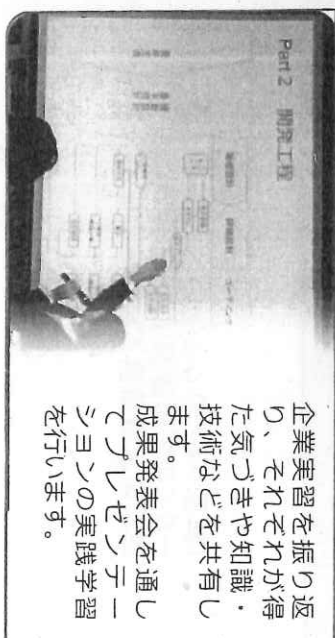 Part 2 開発工程
企業実習を振り返
り、それぞれが得
た気づきや知識・
技術などを共有し
ます。
成果発表会を通し
てプレゼンテー
ションの実践学習
を行います。